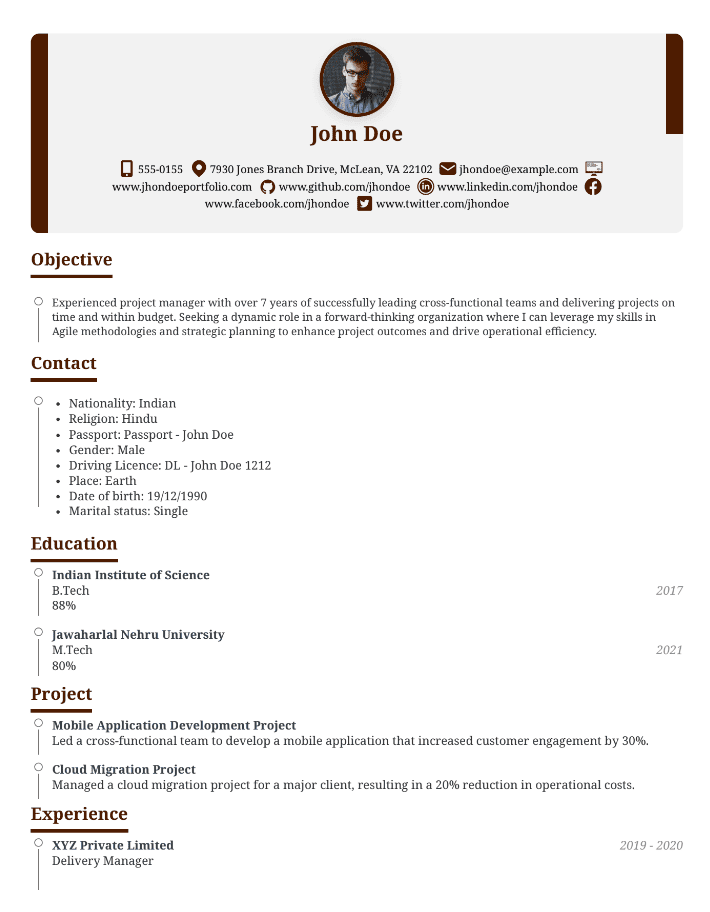 John Doe
555-0155 7930 Jones Branch Drive, McLean, VA 22102 jhondoe@example.com
www.jhondoeportfolio.com www.github.com/jhondoe www.linkedin.com/jhondoe
www.facebook.com/jhondoe www.twitter.com/jhondoe
Objective
Experienced project manager with over 7 years of successfully leading cross-functional teams and delivering projects on
time and within budget. Seeking a dynamic role in a forward-thinking organization where I can leverage my skills in
Agile methodologies and strategic planning to enhance project outcomes and drive operational efficiency.
Contact
• Nationality: Indian
• Religion: Hindu
• Passport: Passport - John Doe
• Gender: Male
• Driving Licence: DL - John Doe 1212
• Place: Earth
• Date of birth: 19/12/1990
• Marital status: Single
Education
Indian Institute of Science
B.Tech 2017
88%
Jawaharlal Nehru University
M.Tech 2021
80%
Project
Mobile Application Development Project
Led a cross-functional team to develop a mobile application that increased customer engagement by 30%.
Cloud Migration Project
Managed a cloud migration project for a major client, resulting in a 20% reduction in operational costs.
Experience
XYZ Private Limited 2019 - 2020
Delivery Manager